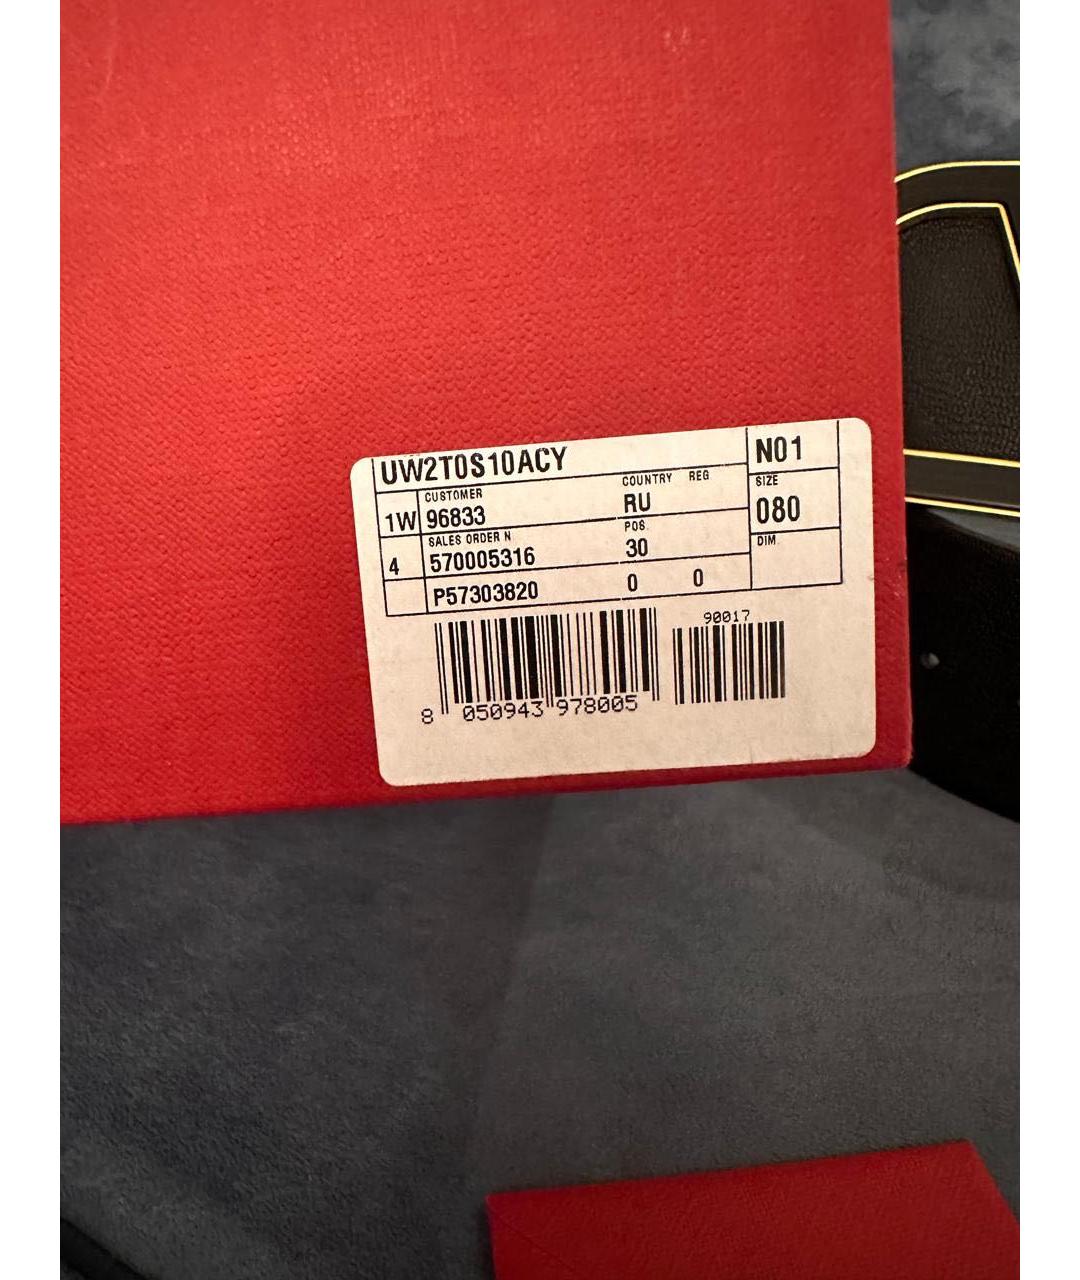 UW2T0S10ACY N01
CUSTOMER COUNTRY REG SIZE
1W 96833 RU 080
SALES ORDER N POS. DIM.
4 570005316 30
P57303820 0 0
90017
8 050943 978005